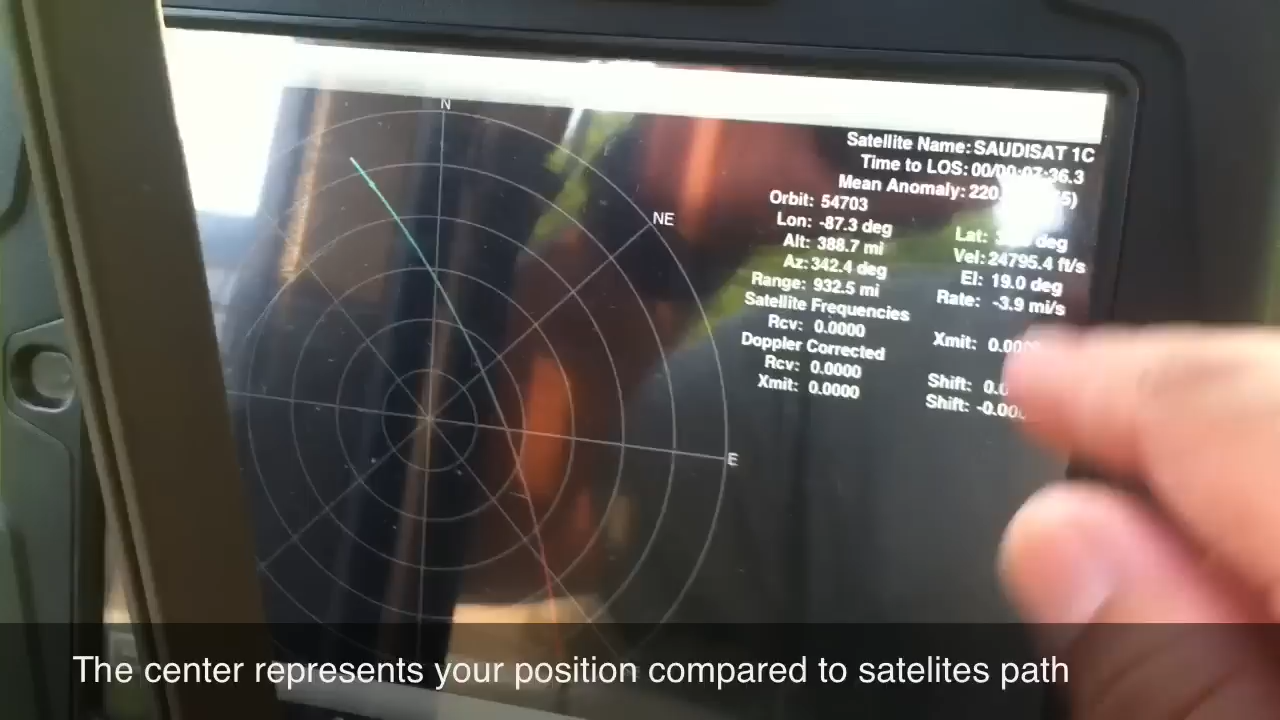 N
NE
E
Satellite Name: SAUDISAT 1C
Time to LOS:
Mean Anomaly:
Orbit: 54703
Lon: -87.3 deg Lat: deg
Alt: 388.7 mi Vel: 24795.4 ft/s
Az: 342.4 deg El: 19.0 deg
Range: 932.5 mi Rate: -3.9 mi/s
Satellite Frequencies
Rcv: 0.0000 Xmit:
Doppler Corrected
Rcv: 0.0000 Shift:
Xmit: 0.0000 Shift:
The center represents your position compared to satelites path